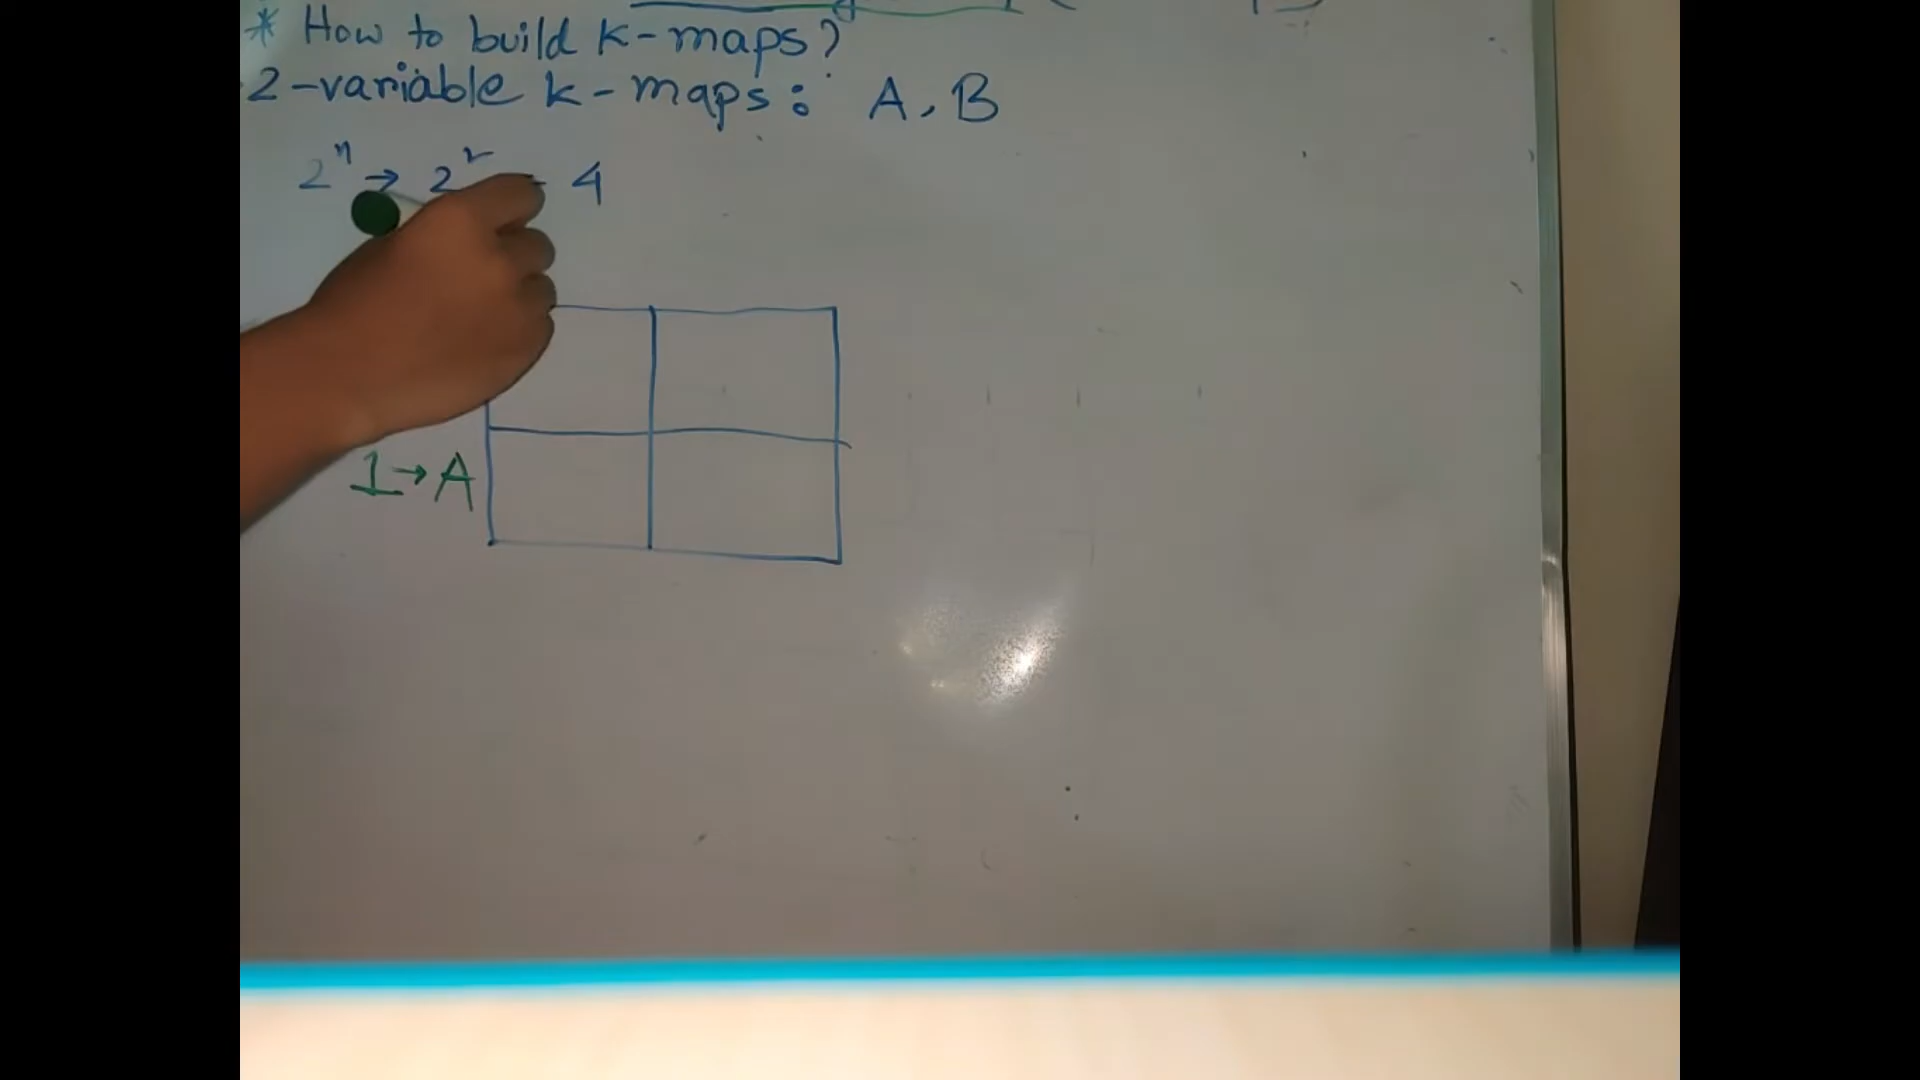 * How to build k-maps?
2-variable k-maps: A, B
2ⁿ → 2² = 4
1→A